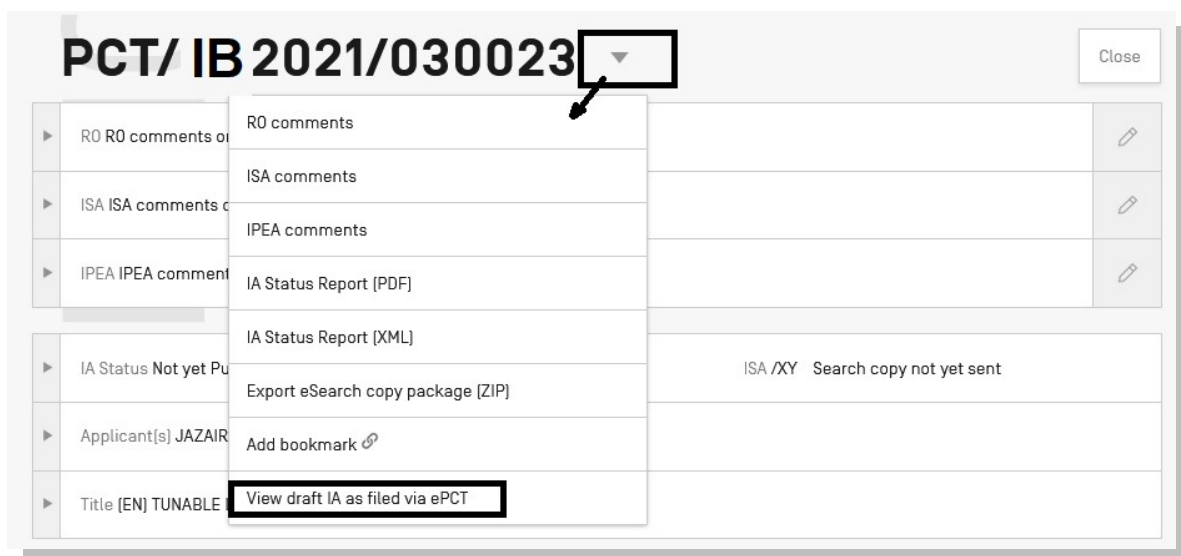 PCT/ IB 2021/030023
Close
RO RO comments
RO comments
ISA comments
ISA ISA comments
IPEA comments
IPEA IPEA comment
IA Status Report (PDF)
IA Status Report (XML)
IA Status Not yet Pu
ISA /XY Search copy not yet sent
Export eSearch copy package (ZIP)
Applicant(s) JAZAIR
Add bookmark
Title (EN) TUNABLE
View draft IA as filed via ePCT